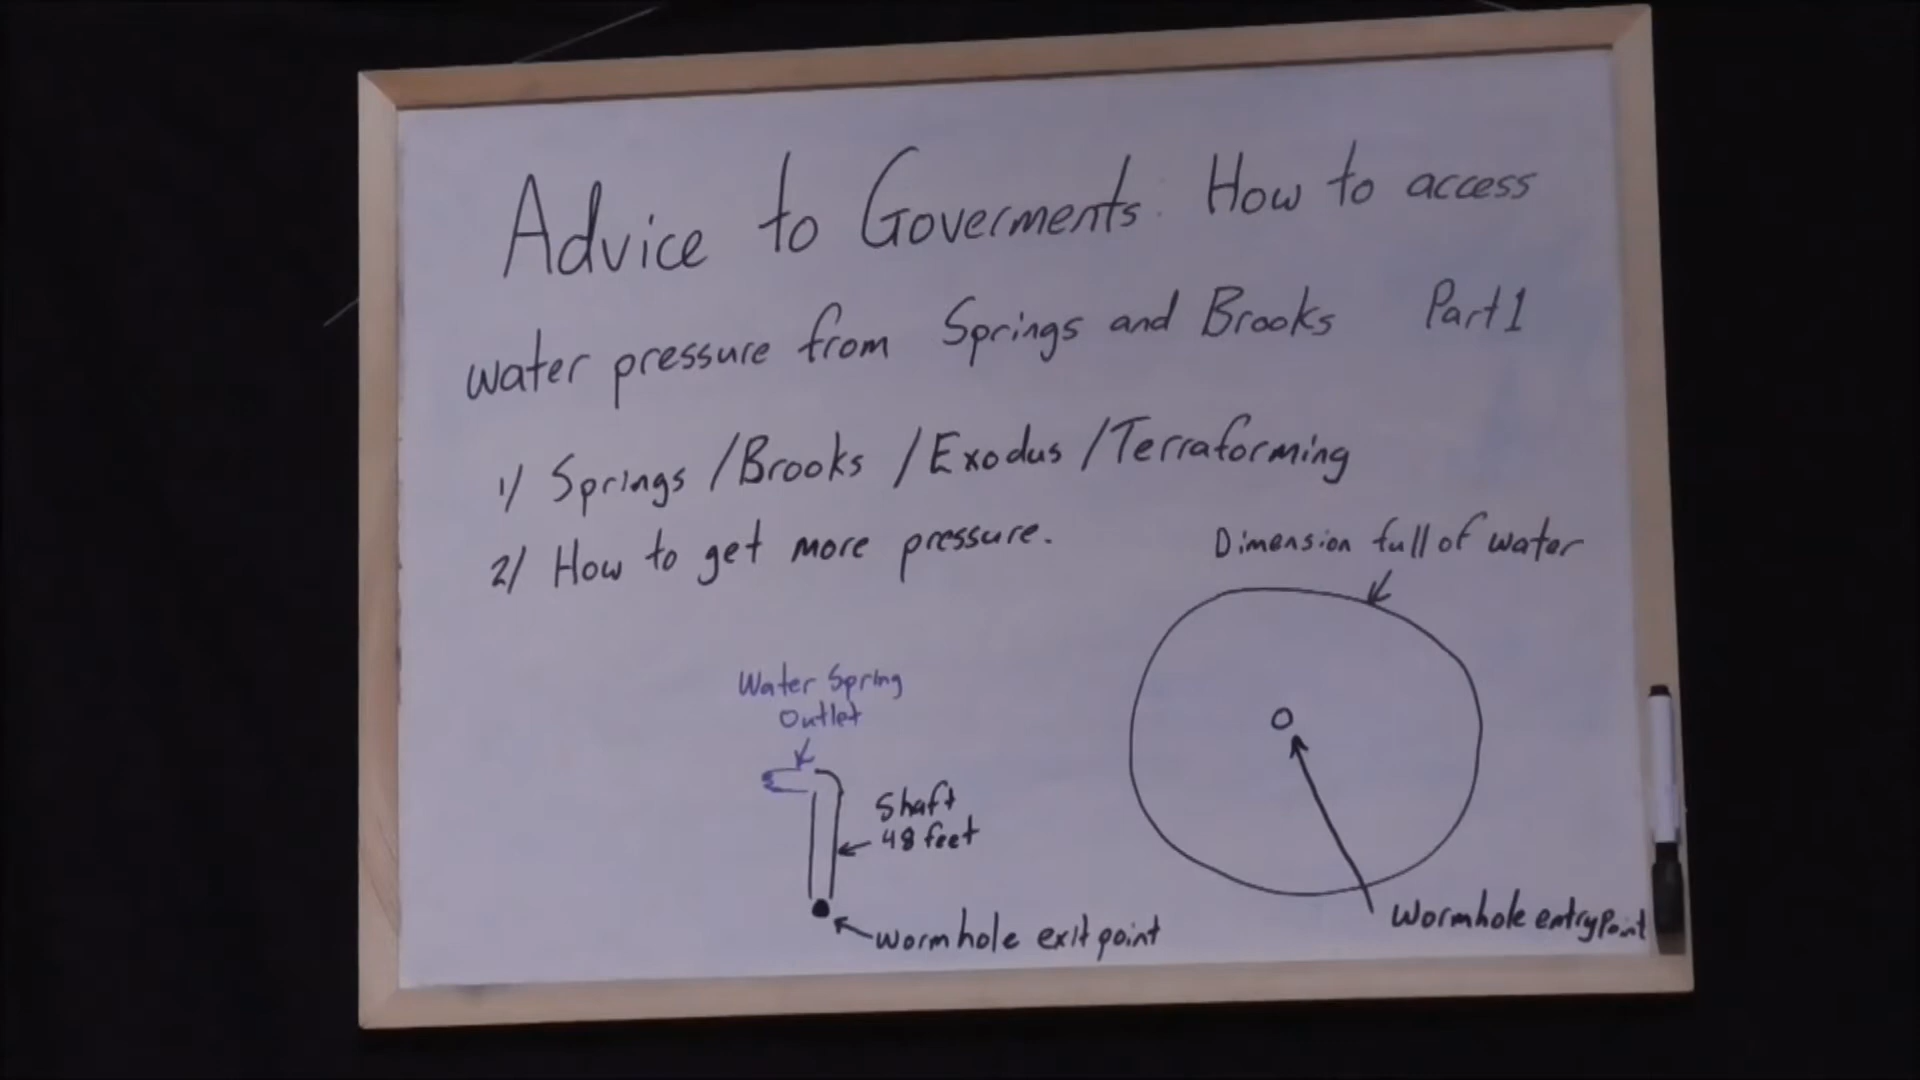 Advice to Goverments: How to access
water pressure from Springs and Brooks Part 1
1/ Springs / Brooks / Exodus / Terraforming
2/ How to get more pressure.
Dimension full of water
Water Spring
Outlet
Shaft
48 feet
wormhole exit point
wormhole entry point